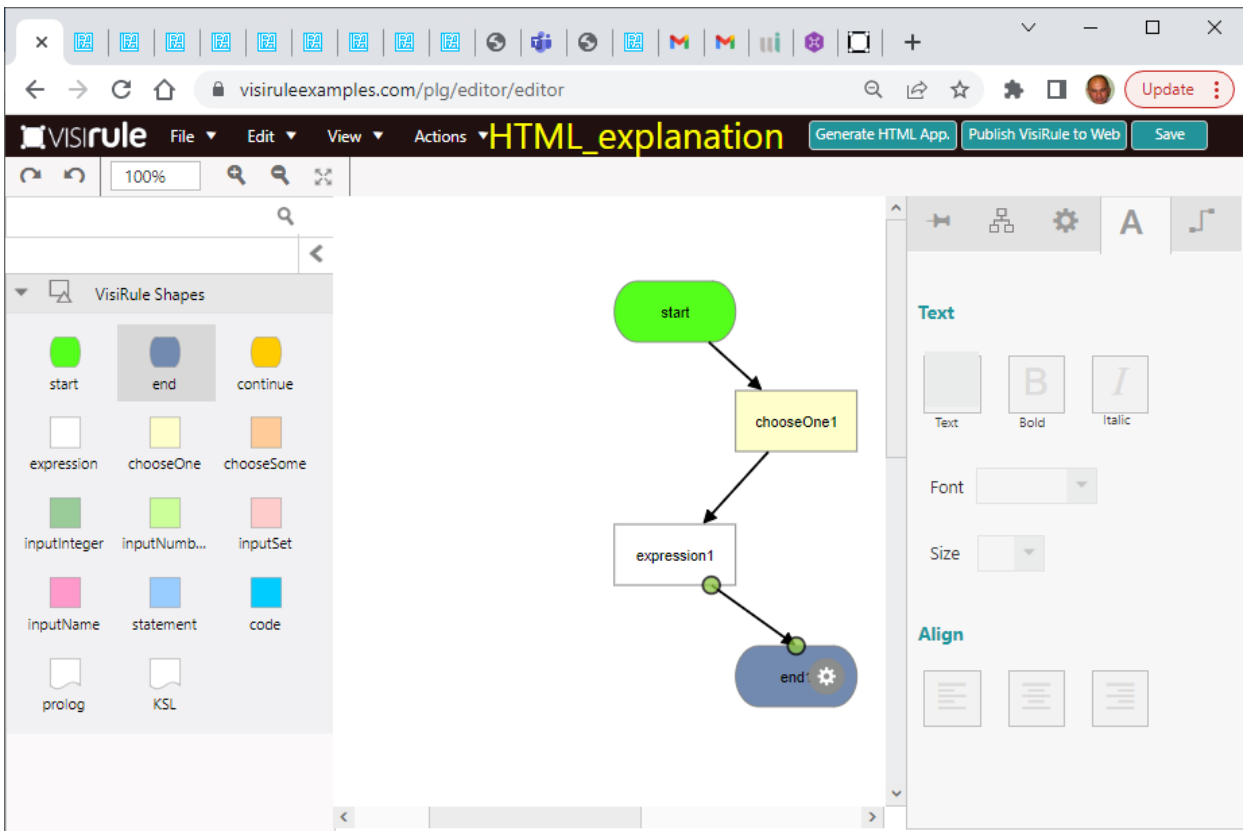 visiruleexamples.com/plg/editor/editor
Update
VISIrule File Edit View Actions HTML_explanation Generate HTML App. Publish VisiRule to Web Save
100%
VisiRule Shapes
start end continue
expression chooseOne chooseSome
inputInteger inputNumb... inputSet
inputName statement code
prolog KSL
start
chooseOne1
expression1
end1
A
Text
B I
Text Bold Italic
Font
Size
Align